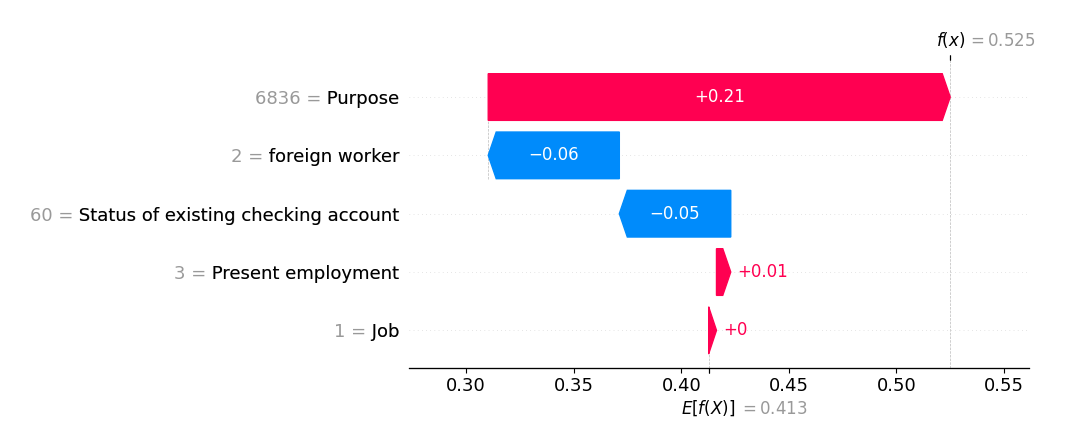 f(x) = 0.525
6836 = Purpose
+0.21
2 = foreign worker
−0.06
60 = Status of existing checking account
−0.05
3 = Present employment
+0.01
1 = Job
+0
0.30 0.35 0.40 0.45 0.50 0.55
E[f(X)] = 0.413